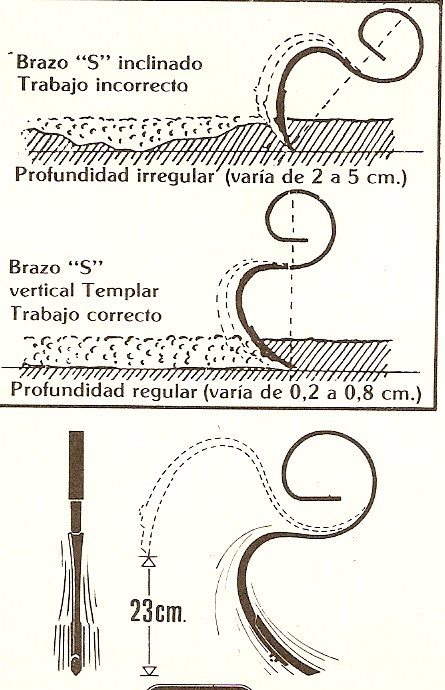 Brazo “S” inclinado
Trabajo incorrecto
Profundidad irregular (varía de 2 a 5 cm.)
Brazo “S”
vertical Templar
Trabajo correcto
Profundidad regular (varía de 0,2 a 0,8 cm.)
23cm.